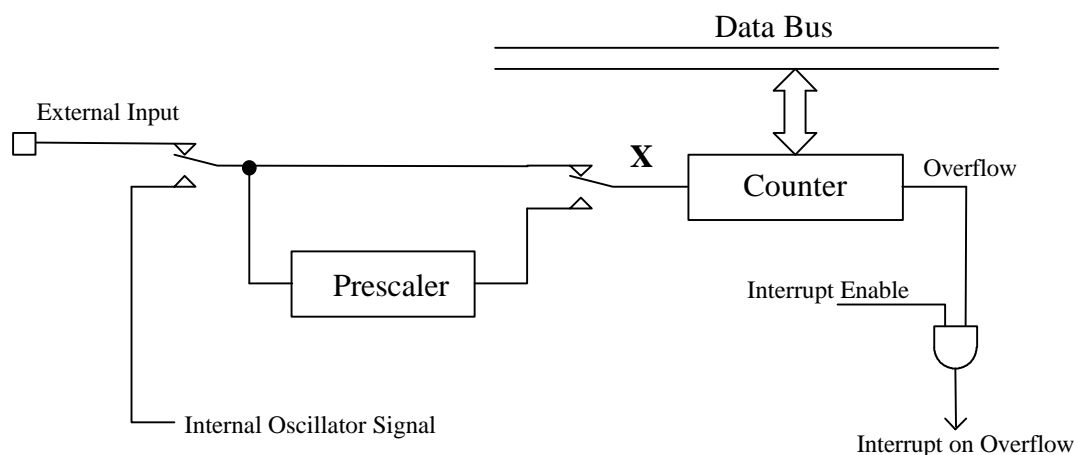 Data Bus
External Input
X
Counter
Overflow
Prescaler
Interrupt Enable
Internal Oscillator Signal
Interrupt on Overflow